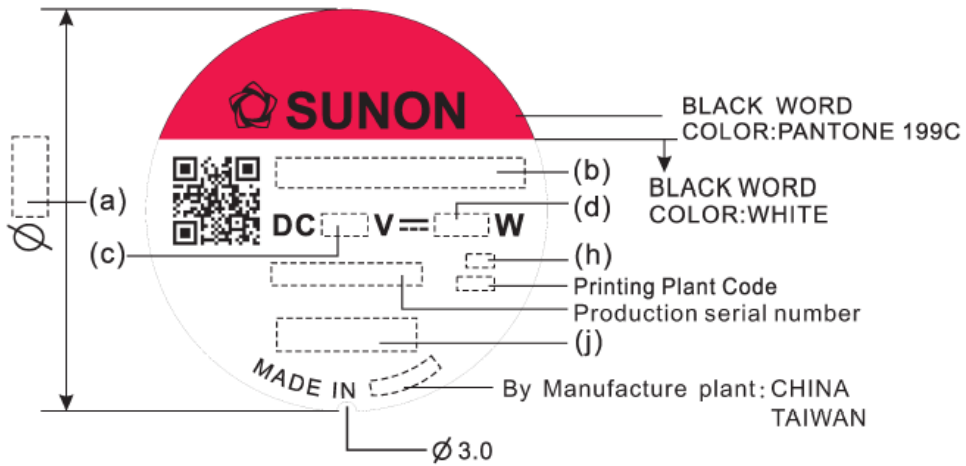 SUNON
BLACK WORD
COLOR:PANTONE 199C
BLACK WORD
COLOR:WHITE
(a)
(b)
DC V⎓ W
(d)
(c)
(h)
Printing Plant Code
Production serial number
(j)
MADE IN
By Manufacture plant: CHINA
TAIWAN
Ø
Ø 3.0